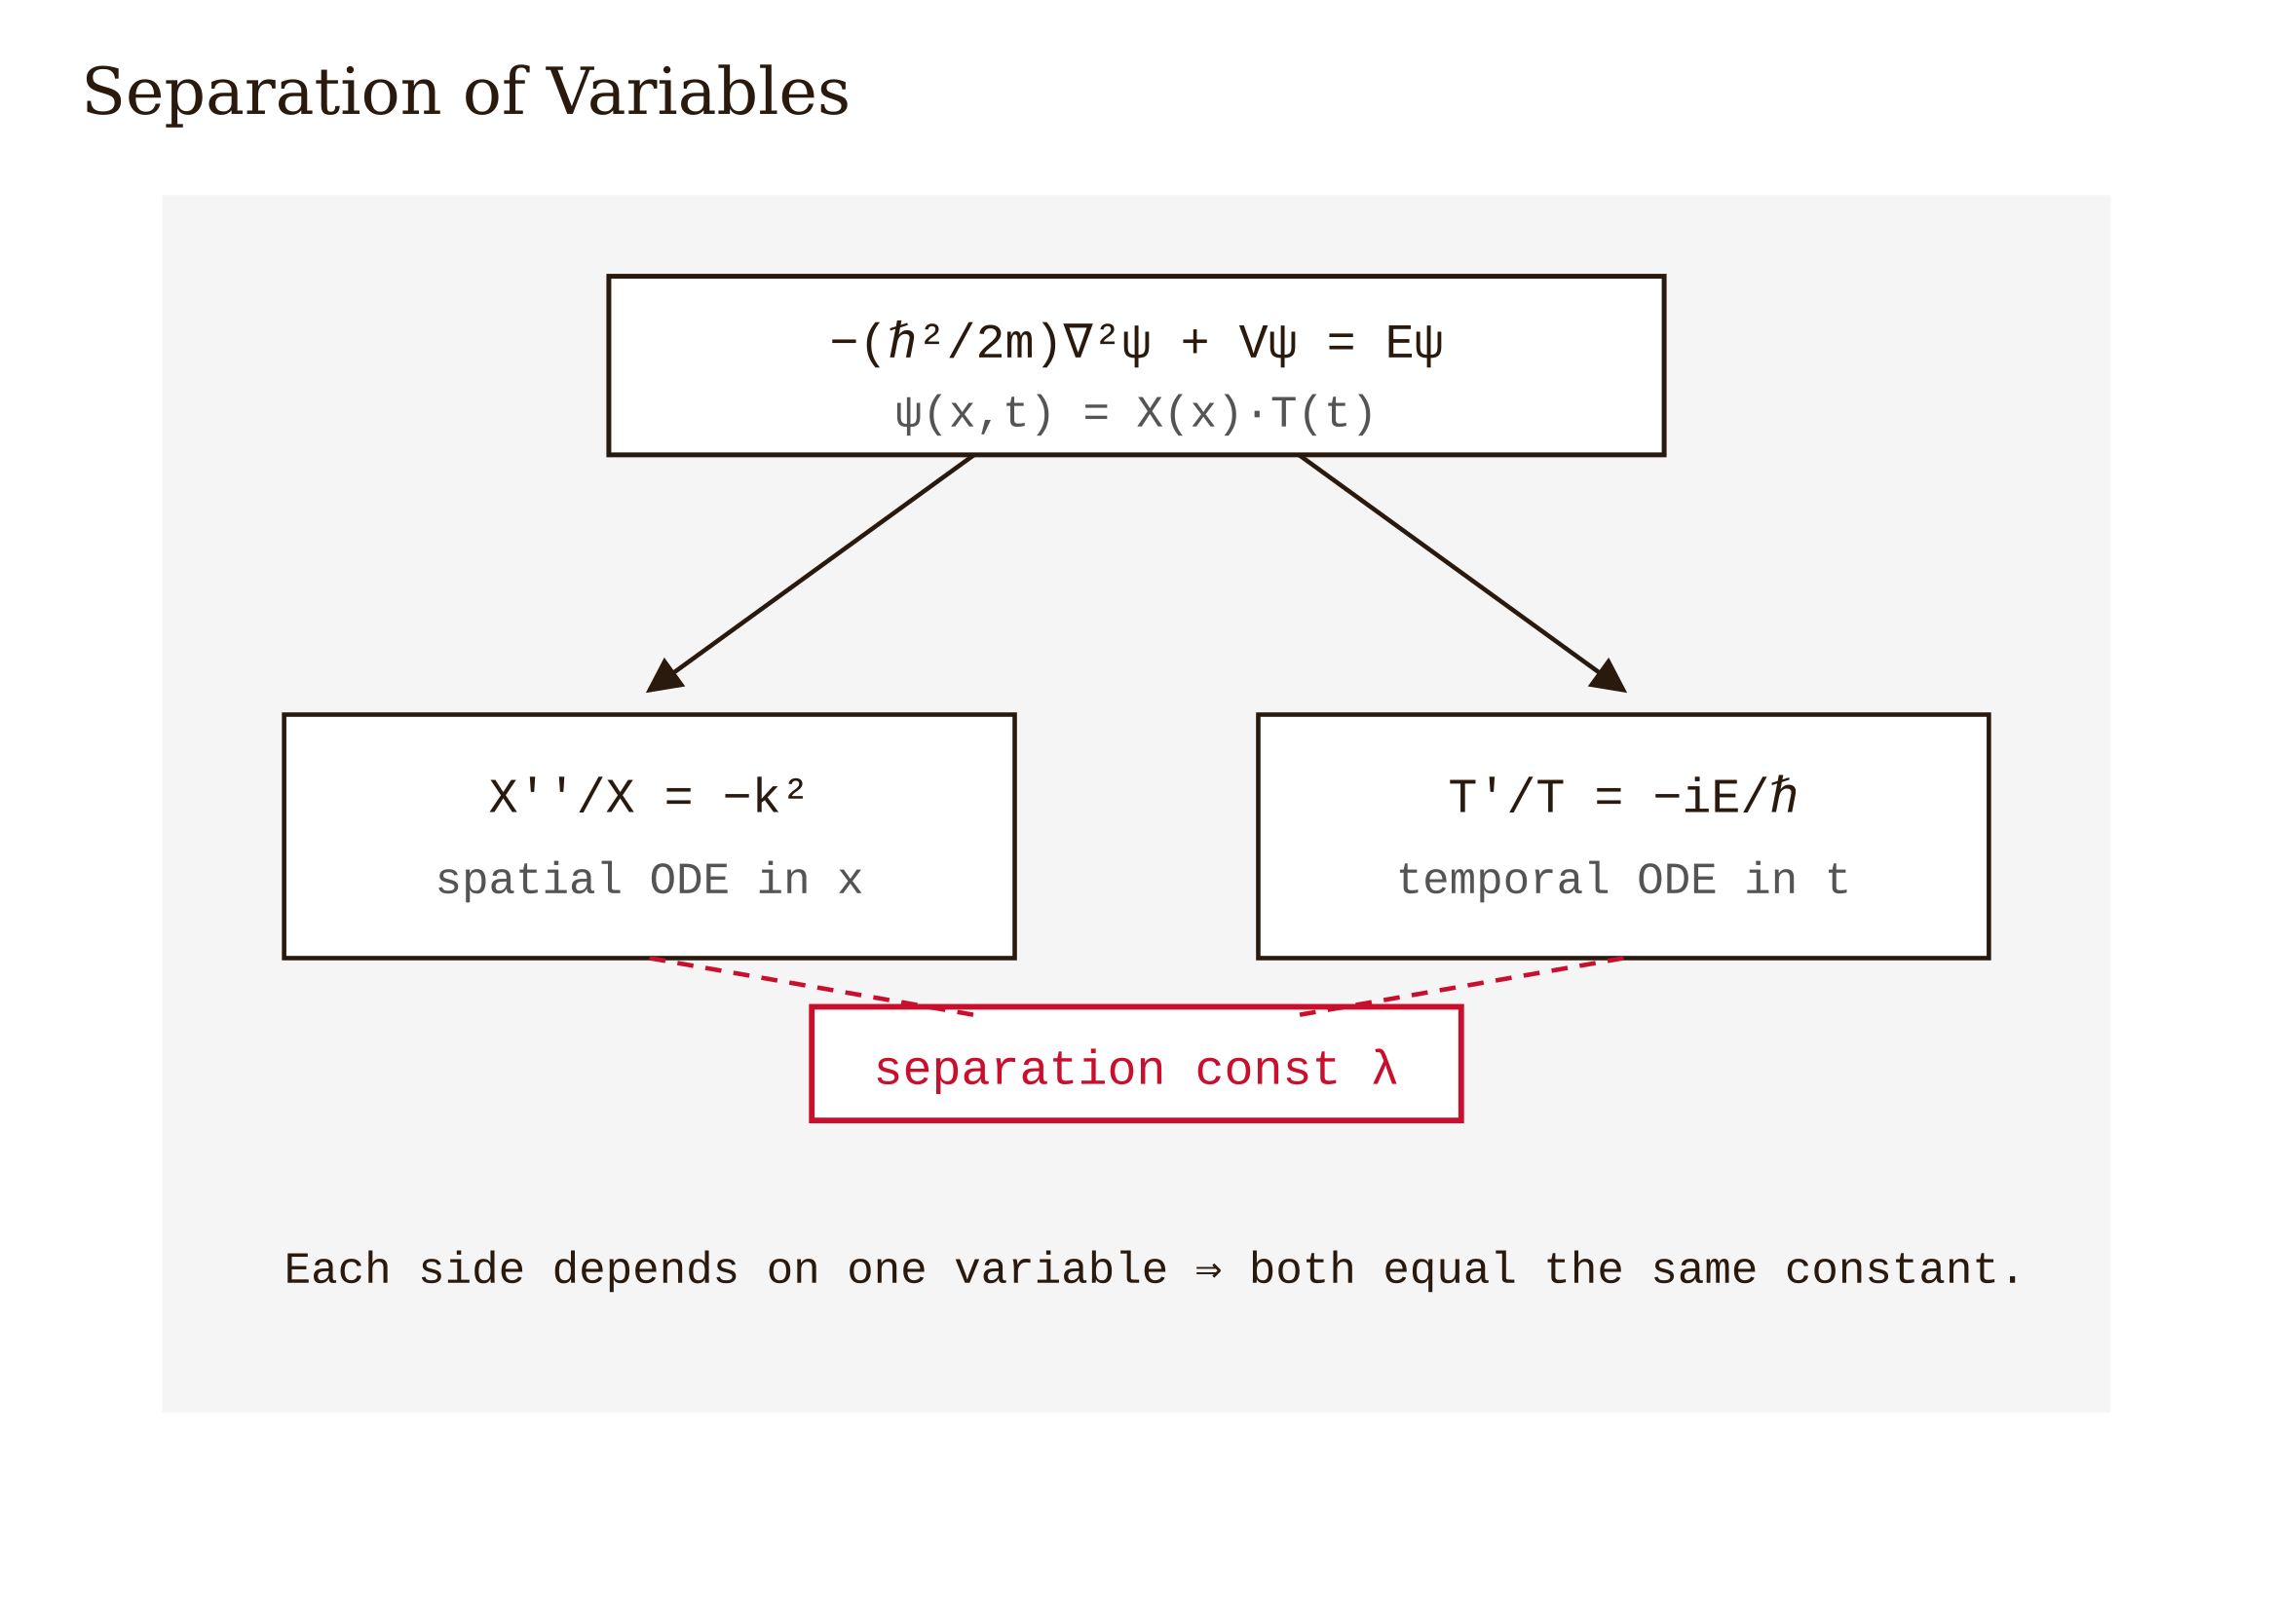 Separation of Variables
−(ℏ²/2m)∇²ψ + Vψ = Eψ
ψ(x,t) = X(x)·T(t)
X''/X = −k²
spatial ODE in x
T'/T = −iE/ℏ
temporal ODE in t
separation const λ
Each side depends on one variable ⇒ both equal the same constant.